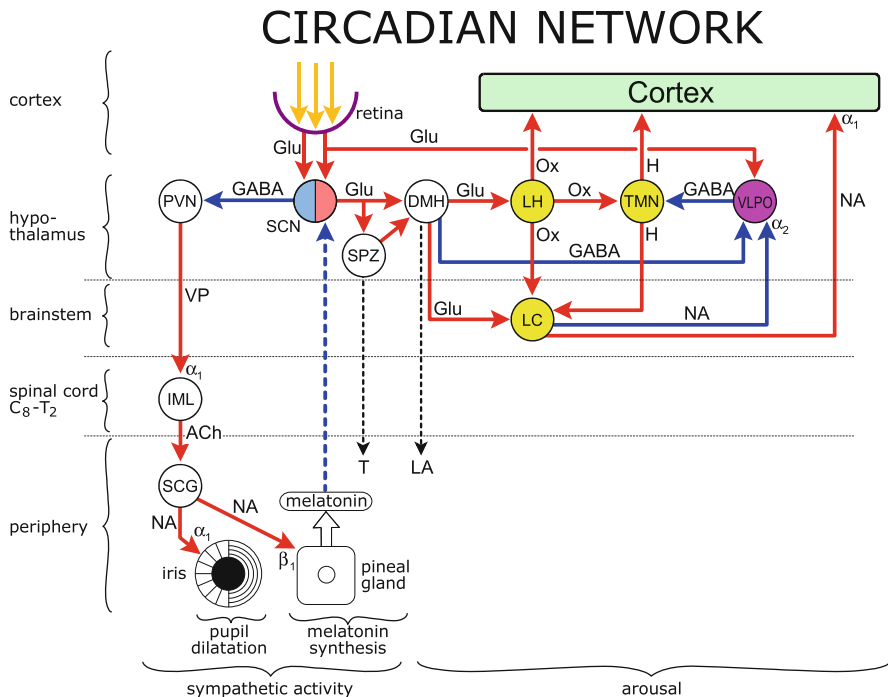 CIRCADIAN NETWORK
cortex
retina
Cortex
α1
Glu
Glu
Ox
H
NA
hypo-
thalamus
PVN
GABA
SCN
Glu
DMH
Glu
LH
Ox
TMN
GABA
VLPO
α2
SPZ
Ox
H
GABA
brainstem
VP
Glu
LC
NA
spinal cord
C8-T2
α1
IML
ACh
T
LA
periphery
SCG
NA
NA
α1
melatonin
iris
β1
pineal
gland
pupil
dilatation
melatonin
synthesis
sympathetic activity
arousal